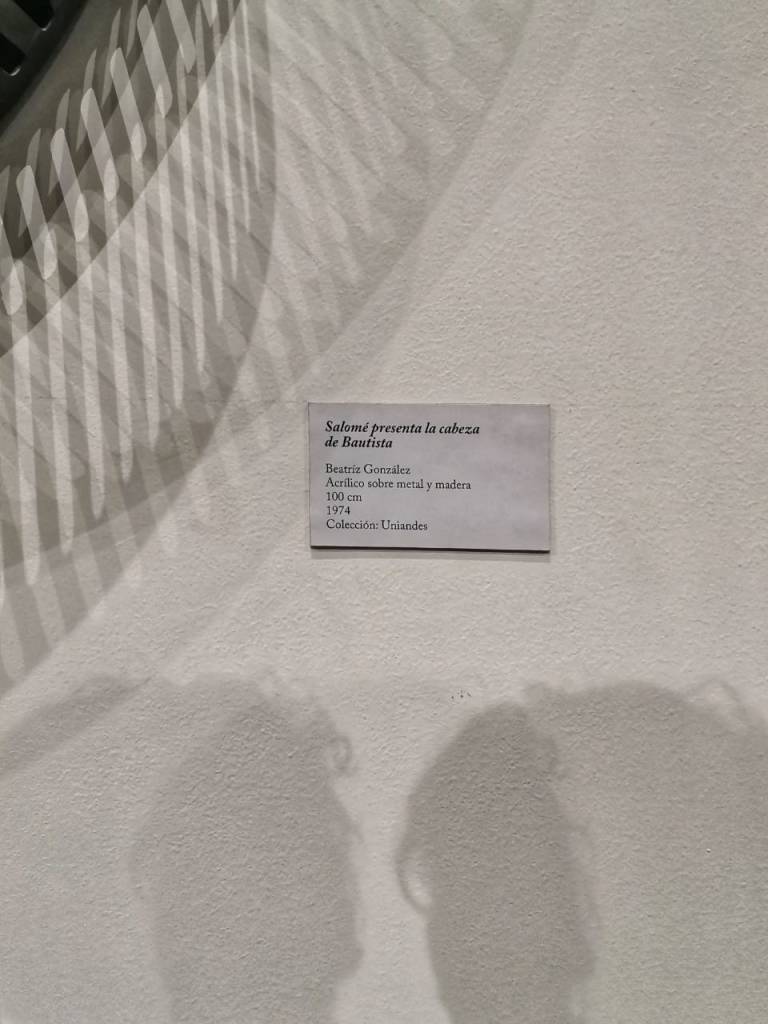 Salomé presenta la cabeza
de Bautista
Beatríz González
Acrílico sobre metal y madera
100 cm
1974
Colección: Uniandes